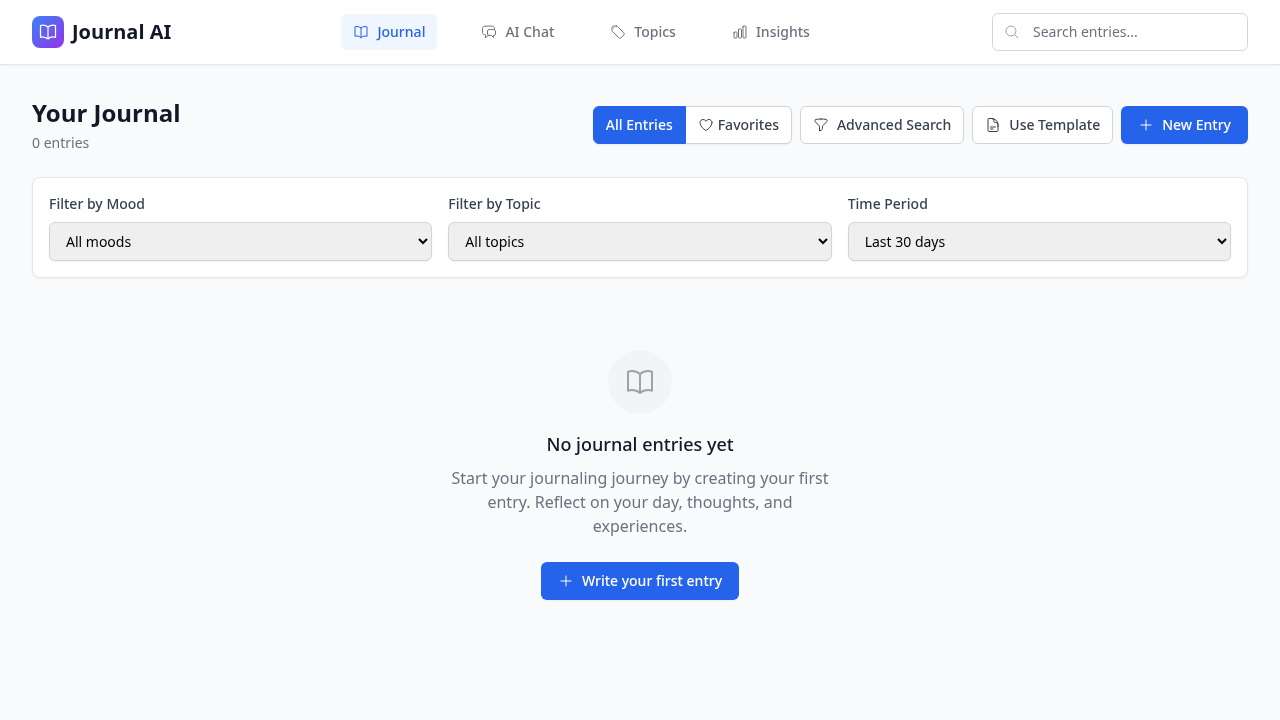 Journal AI
Journal
AI Chat
Topics
Insights
Search entries...
Your Journal
0 entries
All Entries
Favorites
Advanced Search
Use Template
New Entry
Filter by Mood
Filter by Topic
Time Period
All moods
All topics
Last 30 days
No journal entries yet
Start your journaling journey by creating your first
entry. Reflect on your day, thoughts, and
experiences.
Write your first entry